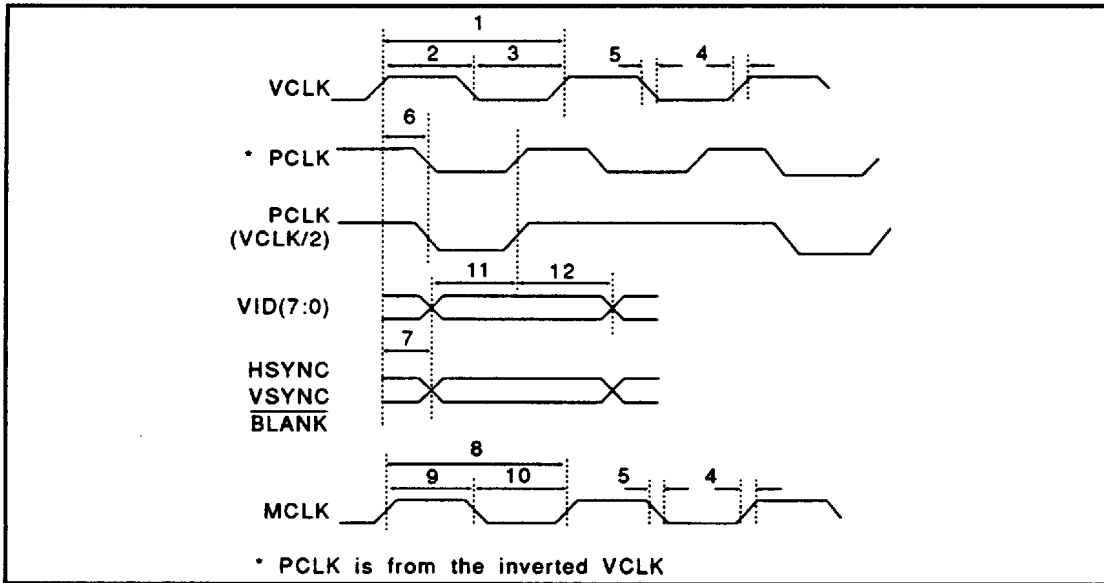 1
2 3 5 4
VCLK
6
* PCLK
PCLK
(VCLK/2)
11 12
VID(7:0)
7
HSYNC
VSYNC
BLANK
8
9 10 5 4
MCLK
* PCLK is from the inverted VCLK